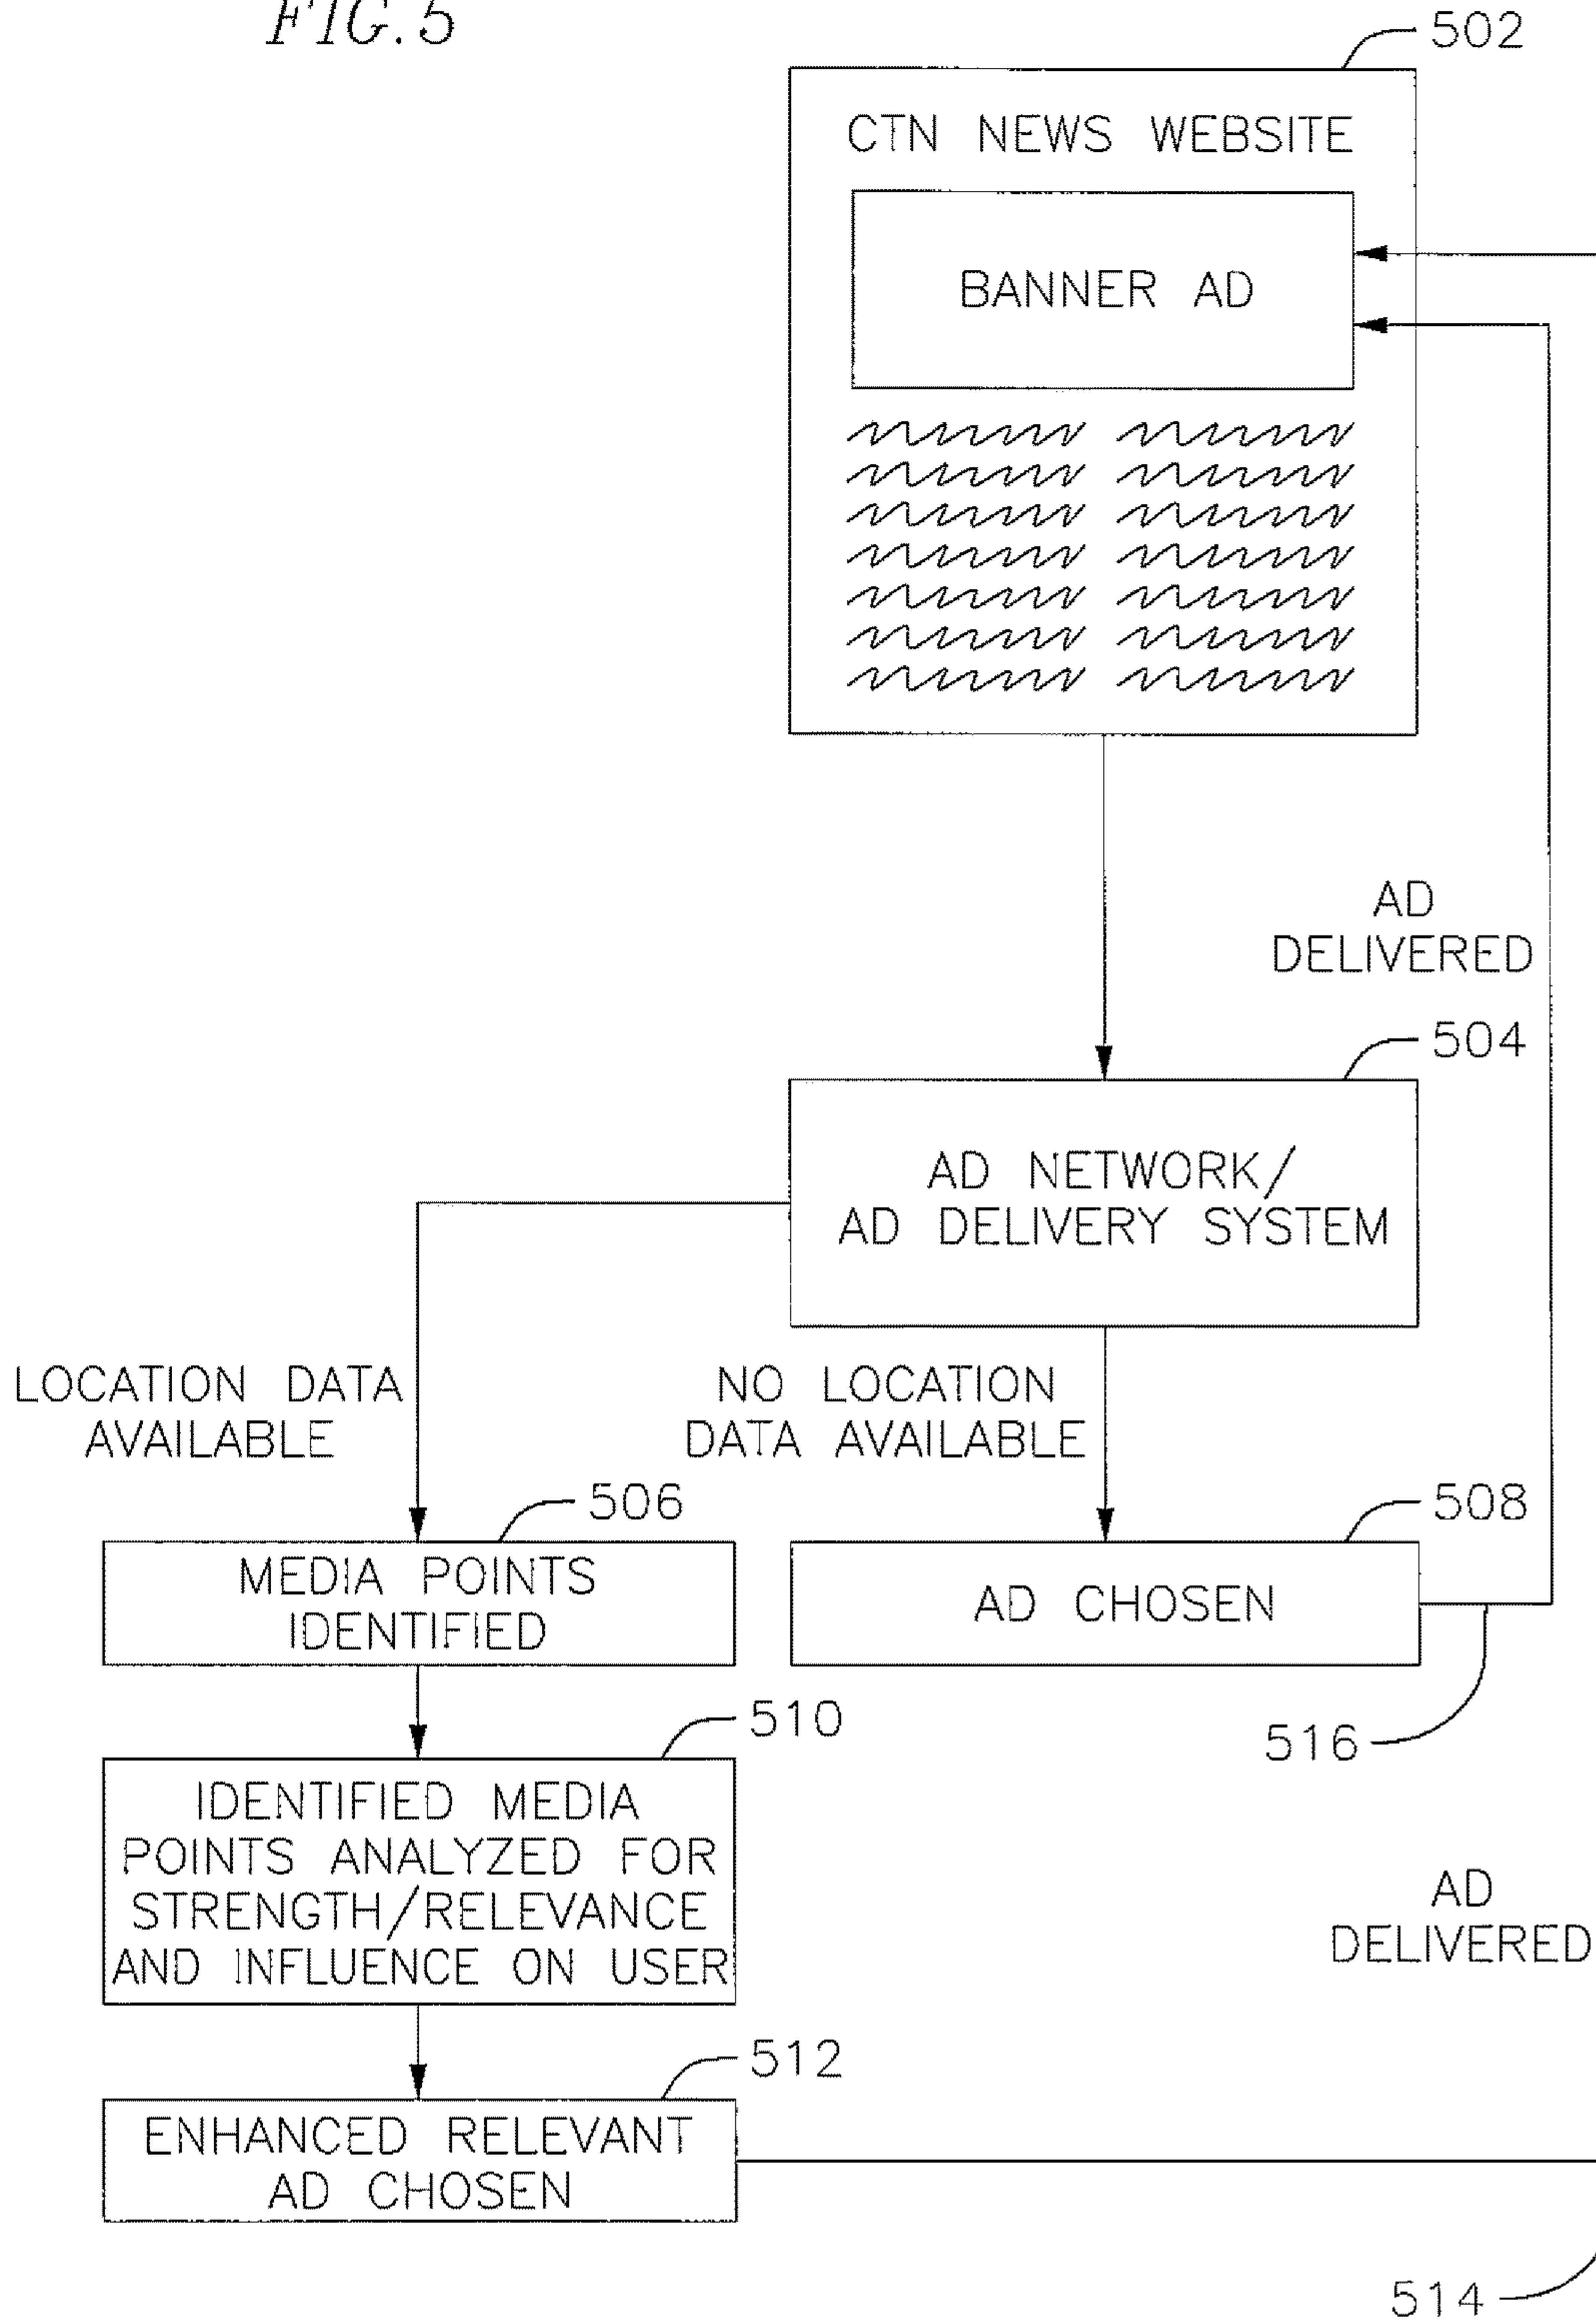 FIG. 5
502
CTN NEWS WEBSITE
BANNER AD
AD
DELIVERED
504
AD NETWORK/
AD DELIVERY SYSTEM
LOCATION DATA
AVAILABLE
NO LOCATION
DATA AVAILABLE
506
508
MEDIA POINTS
IDENTIFIED
AD CHOSEN
510
516
IDENTIFIED MEDIA
POINTS ANALYZED FOR
STRENGTH/RELEVANCE
AND INFLUENCE ON USER
AD
DELIVERED
512
ENHANCED RELEVANT
AD CHOSEN
514